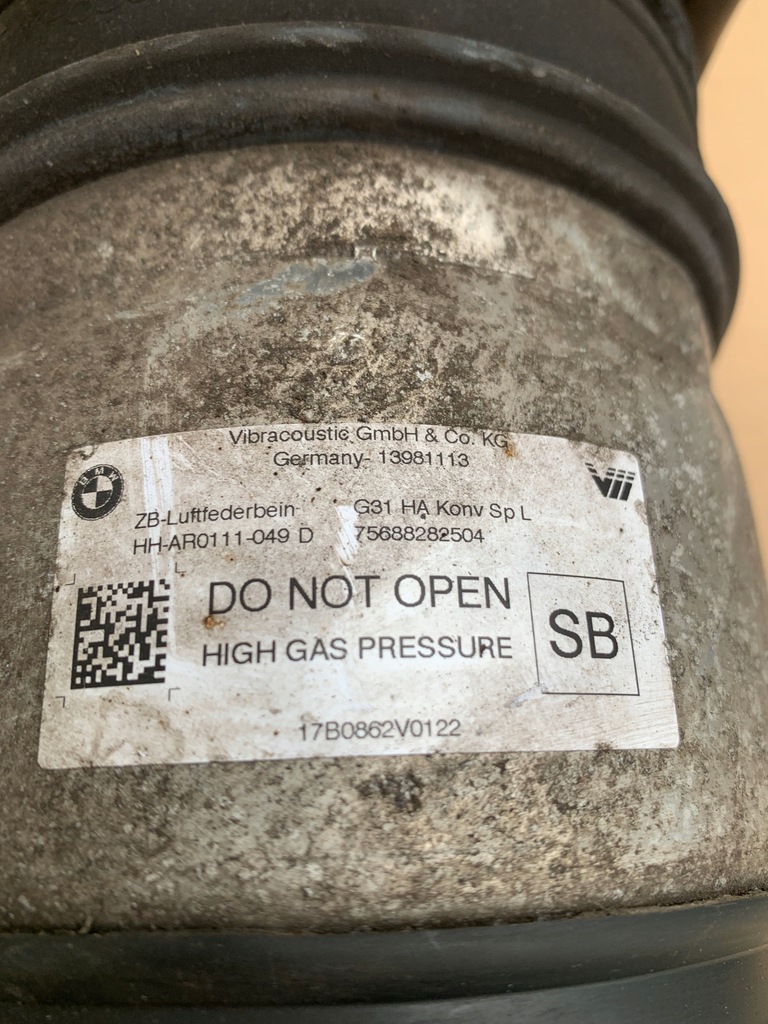 Vibracoustic GmbH & Co. KG
Germany- 13981113
BMW
ZB-Luftfederbein G31 HA Konv Sp L
HH-AR0111-049 D 75688282504
DO NOT OPEN
HIGH GAS PRESSURE
SB
17B0862V0122